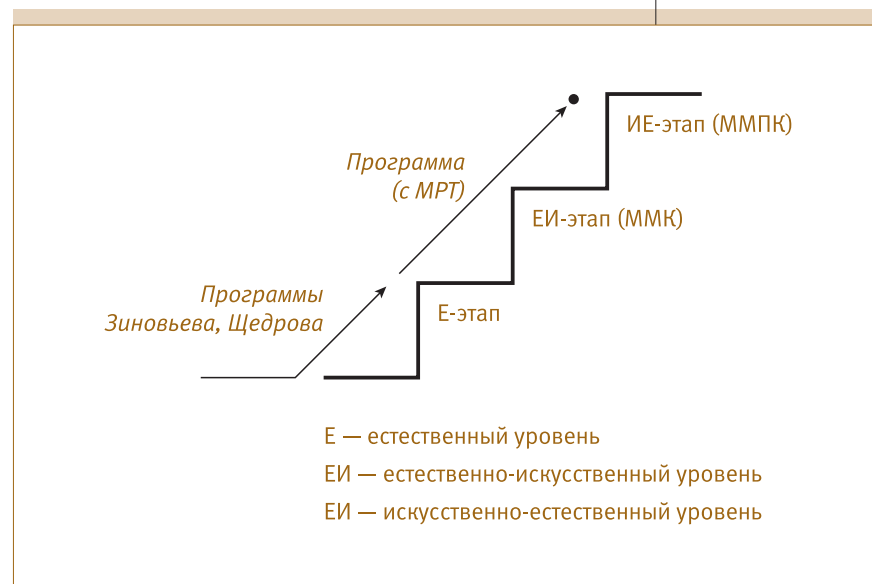 ИЕ-этап (ММПК)
Программа
(с МРТ)
ЕИ-этап (ММК)
Программы
Зиновьева, Щедрова
Е-этап
Е — естественный уровень
ЕИ — естественно-искусственный уровень
ЕИ — искусственно-естественный уровень